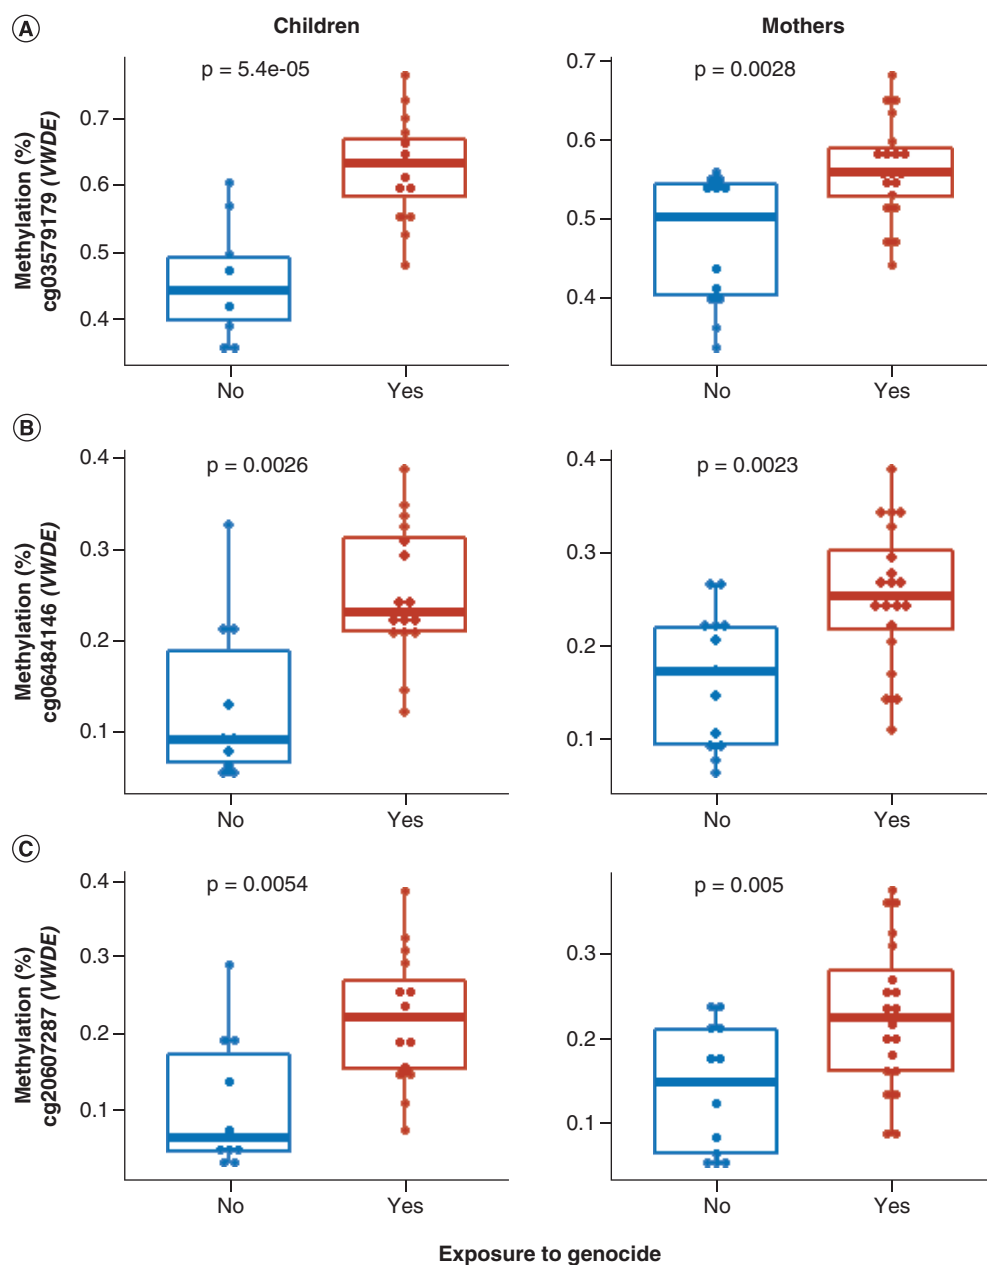 A
Children
Mothers
p = 5.4e-05
p = 0.0028
Methylation (%)
cg03579179 (VWDE)
0.7
0.6
0.5
0.4
0.7
0.6
0.5
0.4
No
Yes
No
Yes
B
p = 0.0026
p = 0.0023
Methylation (%)
cg06484146 (VWDE)
0.4
0.3
0.2
0.1
0.4
0.3
0.2
0.1
No
Yes
No
Yes
C
p = 0.0054
p = 0.005
Methylation (%)
cg20607287 (VWDE)
0.4
0.3
0.2
0.1
0.3
0.2
0.1
No
Yes
No
Yes
Exposure to genocide